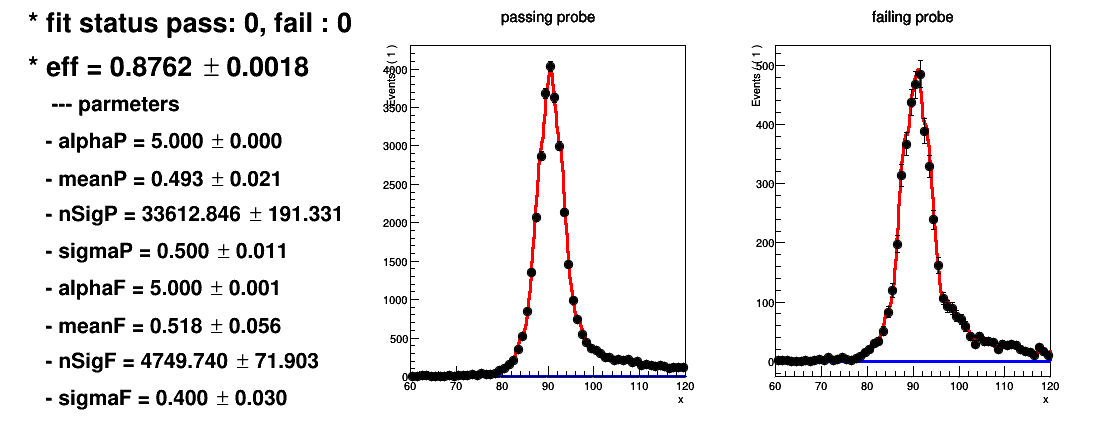 * fit status pass: 0, fail : 0
* eff = 0.8762 ± 0.0018
--- parmeters
- alphaP = 5.000 ± 0.000
- meanP = 0.493 ± 0.021
- nSigP = 33612.846 ± 191.331
- sigmaP = 0.500 ± 0.011
- alphaF = 5.000 ± 0.001
- meanF = 0.518 ± 0.056
- nSigF = 4749.740 ± 71.903
- sigmaF = 0.400 ± 0.030
passing probe
Events / ( 1 )
4000
3500
3000
2500
2000
1500
1000
500
0
60 70 80 90 100 110 120
x
failing probe
Events / ( 1 )
500
400
300
200
100
0
60 70 80 90 100 110 120
x